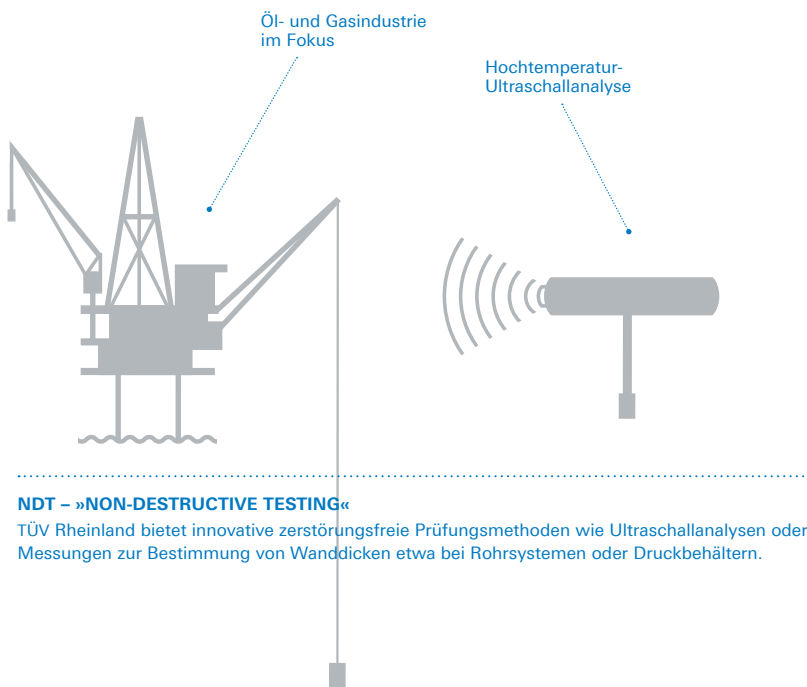 Öl- und Gasindustrie
im Fokus
Hochtemperatur-
Ultraschallanalyse
NDT – »NON-DESTRUCTIVE TESTING«
TÜV Rheinland bietet innovative zerstörungsfreie Prüfungsmethoden wie Ultraschallanalysen oder
Messungen zur Bestimmung von Wanddicken etwa bei Rohrsystemen oder Druckbehältern.